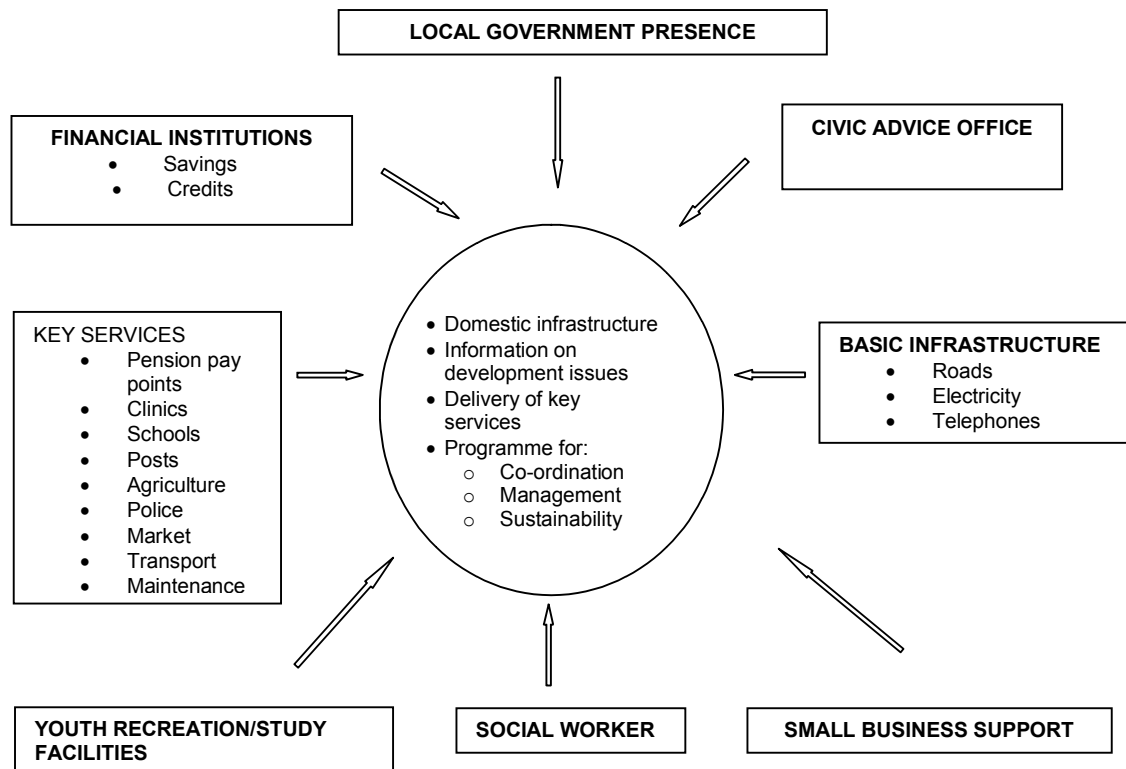 LOCAL GOVERNMENT PRESENCE
FINANCIAL INSTITUTIONS
• Savings
• Credits
CIVIC ADVICE OFFICE
KEY SERVICES
• Pension pay
points
• Clinics
• Schools
• Posts
• Agriculture
• Police
• Market
• Transport
• Maintenance
• Domestic infrastructure
• Information on
development issues
• Delivery of key
services
• Programme for:
o Co-ordination
o Management
o Sustainability
BASIC INFRASTRUCTURE
• Roads
• Electricity
• Telephones
YOUTH RECREATION/STUDY
FACILITIES
SOCIAL WORKER
SMALL BUSINESS SUPPORT